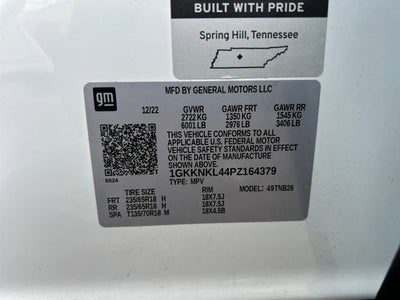 BUILT WITH PRIDE
Spring Hill, Tennessee
gm
MFD BY GENERAL MOTORS LLC
12/22 GVWR GAWR FRT GAWR RR
2722 KG 1350 KG 1545 KG
6001 LB 2976 LB 3406 LB
THIS VEHICLE CONFORMS TO ALL
APPLICABLE U.S. FEDERAL MOTOR
VEHICLE SAFETY STANDARDS IN
EFFECT ON THE DATE OF
MANUFACTURE SHOWN ABOVE.
1GKKNKL44PZ164379
8624 TYPE: MPV MODEL: 49TNB26
TIRE SIZE RIM
FRT 235/65R18 H 18X7.5J
RR 235/65R18 H 18X7.5J
SPA T135/70R18 M 18X4.5B